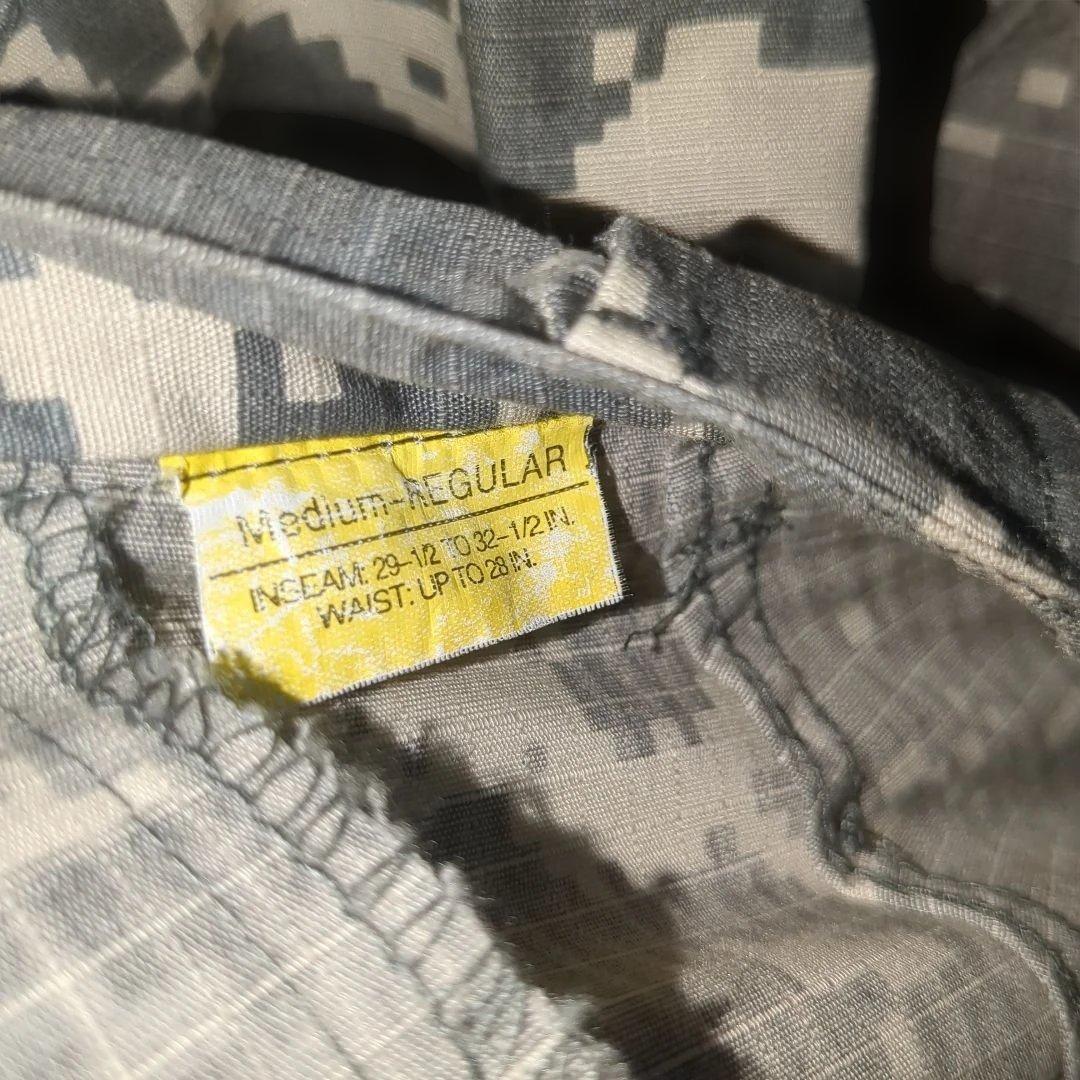 Medium-REGULAR
INSEAM: 29-1/2 TO 32-1/2 IN.
WAIST: UP TO 28 IN.